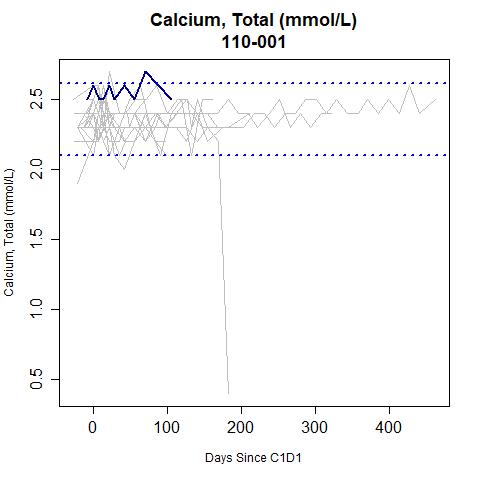 Calcium, Total (mmol/L)
110-001
Calcium, Total (mmol/L)
2.5
2.0
1.5
1.0
0.5
0 100 200 300 400
Days Since C1D1